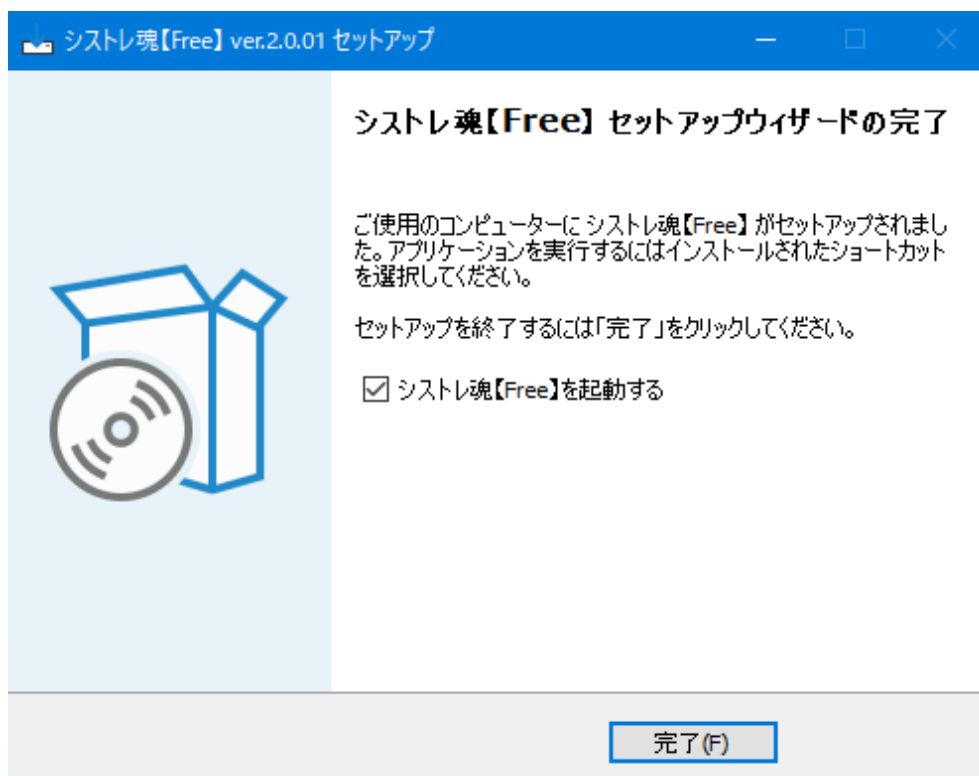 シストレ魂【Free】 ver.2.0.01 セットアップ
シストレ魂【Free】 セットアップウィザードの完了
ご使用のコンピューターに シストレ魂【Free】 がセットアップされまし
た。アプリケーションを実行するにはインストールされたショートカット
を選択してください。
セットアップを終了するには「完了」をクリックしてください。
シストレ魂【Free】を起動する
完了(F)